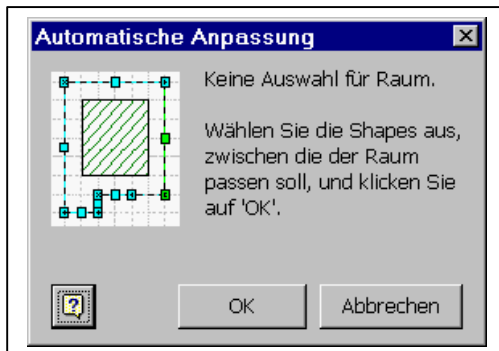 Automatische Anpassung
Keine Auswahl für Raum.
Wählen Sie die Shapes aus,
zwischen die der Raum
passen soll, und klicken Sie
auf 'OK'.
OK
Abbrechen